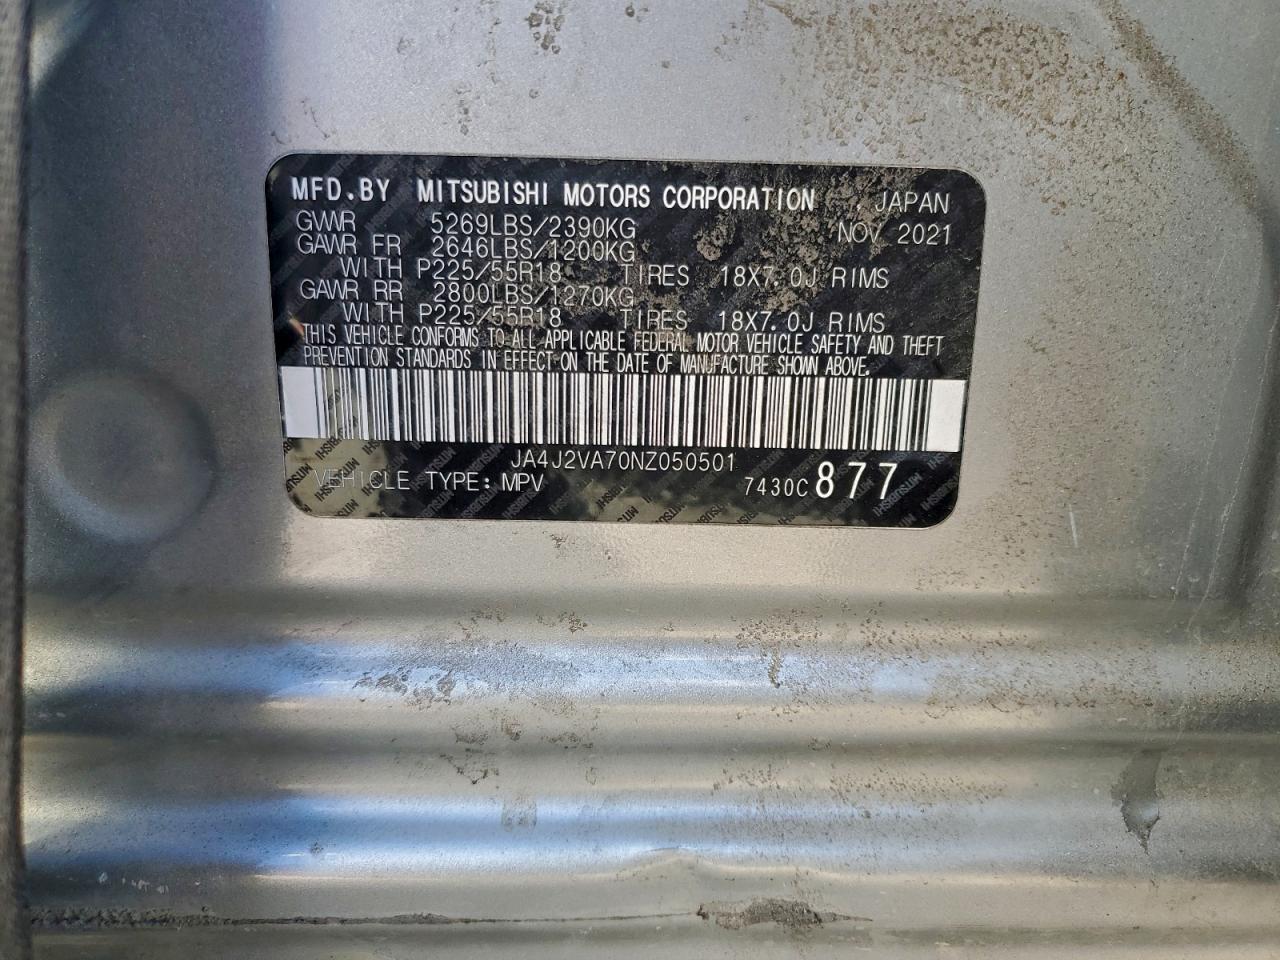 MFD.BY MITSUBISHI MOTORS CORPORATION JAPAN
GVWR 5269LBS/2390KG NOV 2021
GAWR FR 2646LBS/1200KG
WITH P225/55R18 TIRES 18X7.0J RIMS
GAWR RR 2800LBS/1270KG
WITH P225/55R18 TIRES 18X7.0J RIMS
THIS VEHICLE CONFORMS TO ALL APPLICABLE FEDERAL MOTOR VEHICLE SAFETY AND THEFT
PREVENTION STANDARDS IN EFFECT ON THE DATE OF MANUFACTURE SHOWN ABOVE.
JA4J2VA70NZ050501
VEHICLE TYPE: MPV 7430C 877